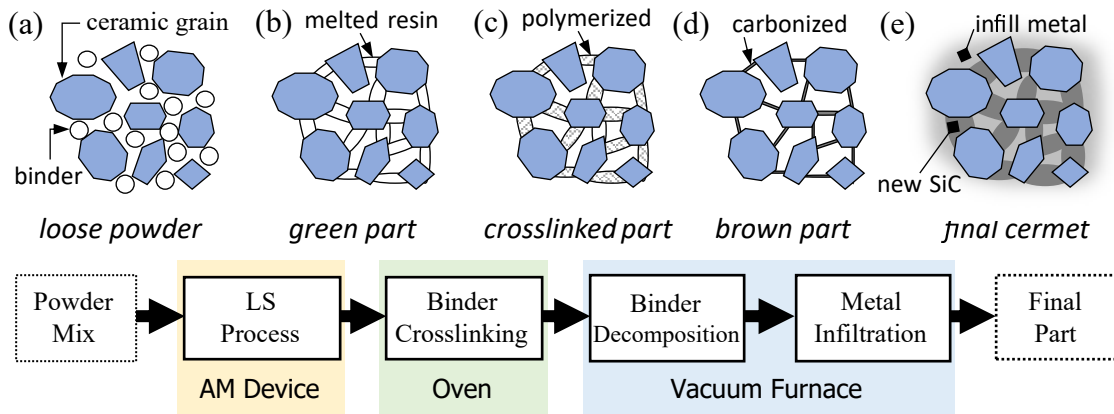 (a)
ceramic grain
binder
loose powder
(b)
melted resin
green part
(c)
polymerized
crosslinked part
(d)
carbonized
brown part
(e)
infill metal
new SiC
final cermet
Powder
Mix
LS
Process
Binder
Crosslinking
Binder
Decomposition
Metal
Infiltration
Final
Part
AM Device
Oven
Vacuum Furnace